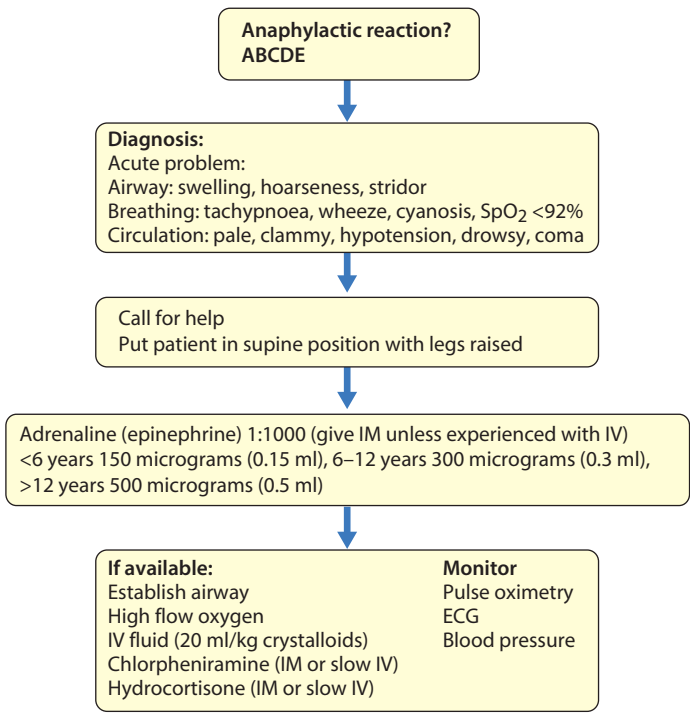 Anaphylactic reaction?
ABCDE
Diagnosis:
Acute problem:
Airway: swelling, hoarseness, stridor
Breathing: tachypnoea, wheeze, cyanosis, SpO₂ <92%
Circulation: pale, clammy, hypotension, drowsy, coma
Call for help
Put patient in supine position with legs raised
Adrenaline (epinephrine) 1:1000 (give IM unless experienced with IV)
<6 years 150 micrograms (0.15 ml), 6–12 years 300 micrograms (0.3 ml),
>12 years 500 micrograms (0.5 ml)
If available:
Establish airway
High flow oxygen
IV fluid (20 ml/kg crystalloids)
Chlorpheniramine (IM or slow IV)
Hydrocortisone (IM or slow IV)
Monitor
Pulse oximetry
ECG
Blood pressure